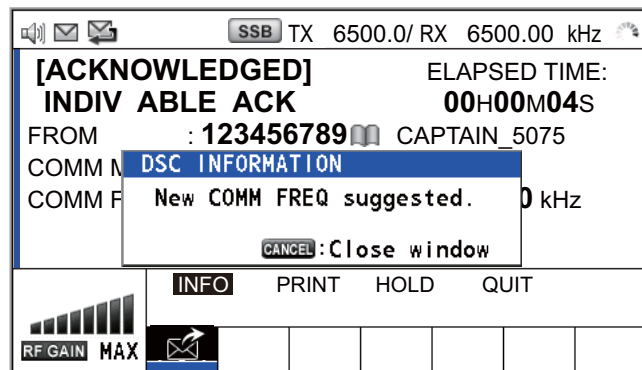 SSB TX 6500.0/ RX 6500.00 kHz
[ACKNOWLEDGED] ELAPSED TIME:
INDIV ABLE ACK 00H00M04S
FROM : 123456789 CAPTAIN_5075
COMM
DSC INFORMATION
COMM F 0 kHz
New COMM FREQ suggested.
CANCEL:Close window
INFO PRINT HOLD QUIT
RF GAIN MAX